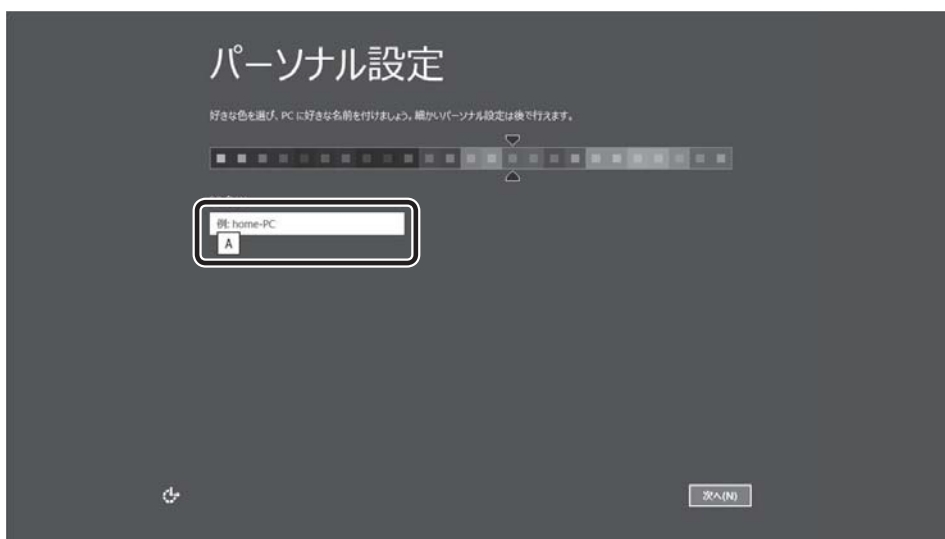 パーソナル設定
好きな色を選び、PC に好きな名前を付けましょう。細かいパーソナル設定は後で行えます。
例: home-PC
A
次へ(N)